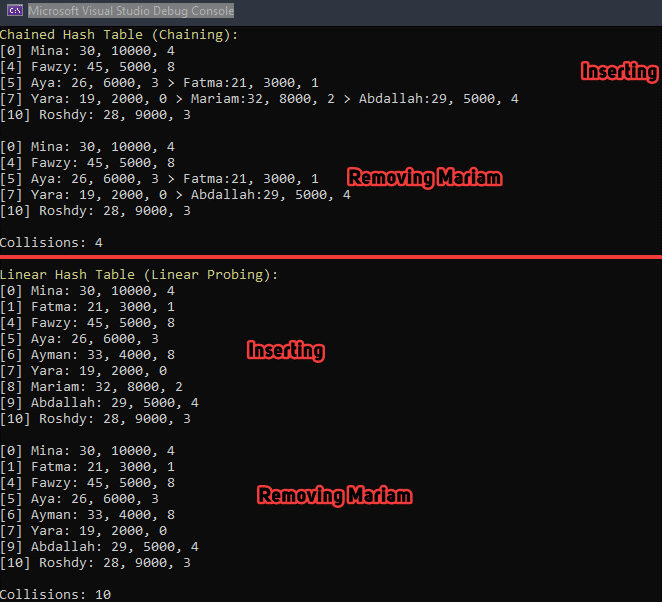 Microsoft Visual Studio Debug Console
Chained Hash Table (Chaining):
[0] Mina: 30, 10000, 4
[4] Fawzy: 45, 5000, 8
[5] Aya: 26, 6000, 3 > Fatma:21, 3000, 1
[7] Yara: 19, 2000, 0 > Mariam:32, 8000, 2 > Abdallah:29, 5000, 4
[10] Roshdy: 28, 9000, 3
Inserting
[0] Mina: 30, 10000, 4
[4] Fawzy: 45, 5000, 8
[5] Aya: 26, 6000, 3 > Fatma:21, 3000, 1
[7] Yara: 19, 2000, 0 > Abdallah:29, 5000, 4
[10] Roshdy: 28, 9000, 3
Removing Mariam
Collisions: 4
Linear Hash Table (Linear Probing):
[0] Mina: 30, 10000, 4
[1] Fatma: 21, 3000, 1
[4] Fawzy: 45, 5000, 8
[5] Aya: 26, 6000, 3
[6] Ayman: 33, 4000, 8
[7] Yara: 19, 2000, 0
[8] Mariam: 32, 8000, 2
[9] Abdallah: 29, 5000, 4
[10] Roshdy: 28, 9000, 3
Inserting
[0] Mina: 30, 10000, 4
[1] Fatma: 21, 3000, 1
[4] Fawzy: 45, 5000, 8
[5] Aya: 26, 6000, 3
[6] Ayman: 33, 4000, 8
[7] Yara: 19, 2000, 0
[9] Abdallah: 29, 5000, 4
[10] Roshdy: 28, 9000, 3
Removing Mariam
Collisions: 10